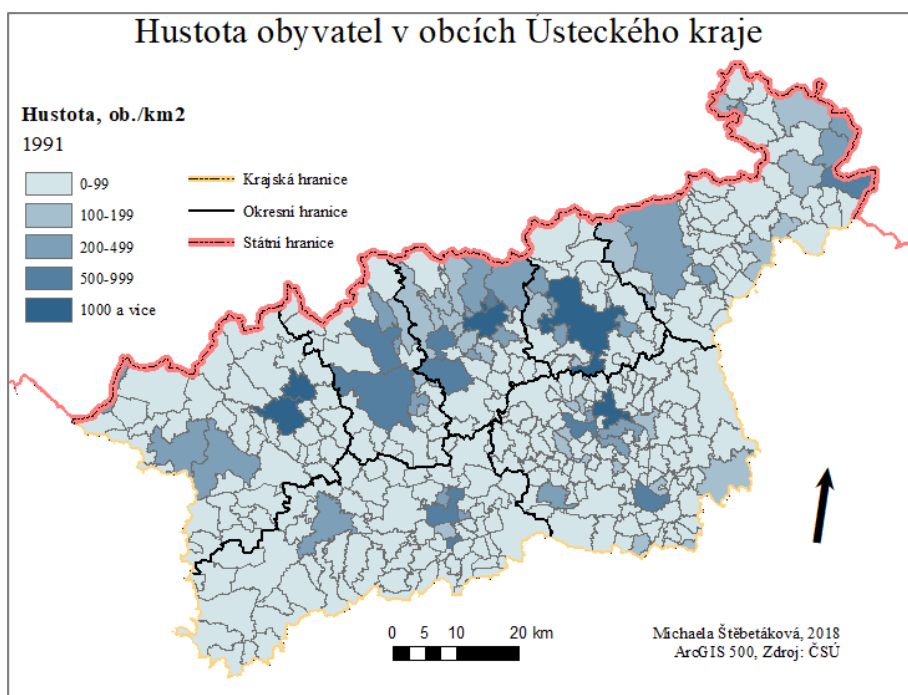 Hustota obyvatel v obcích Ústeckého kraje
Hustota, ob./km2
1991
0-99
100-199
200-499
500-999
1000 a vice
Krajská hranice
Okresní hranice
Státní hranice
0 5 10 20 km
Michaela Štěbetáková, 2018
ArcGIS 500, Zdroj: ČSÚ